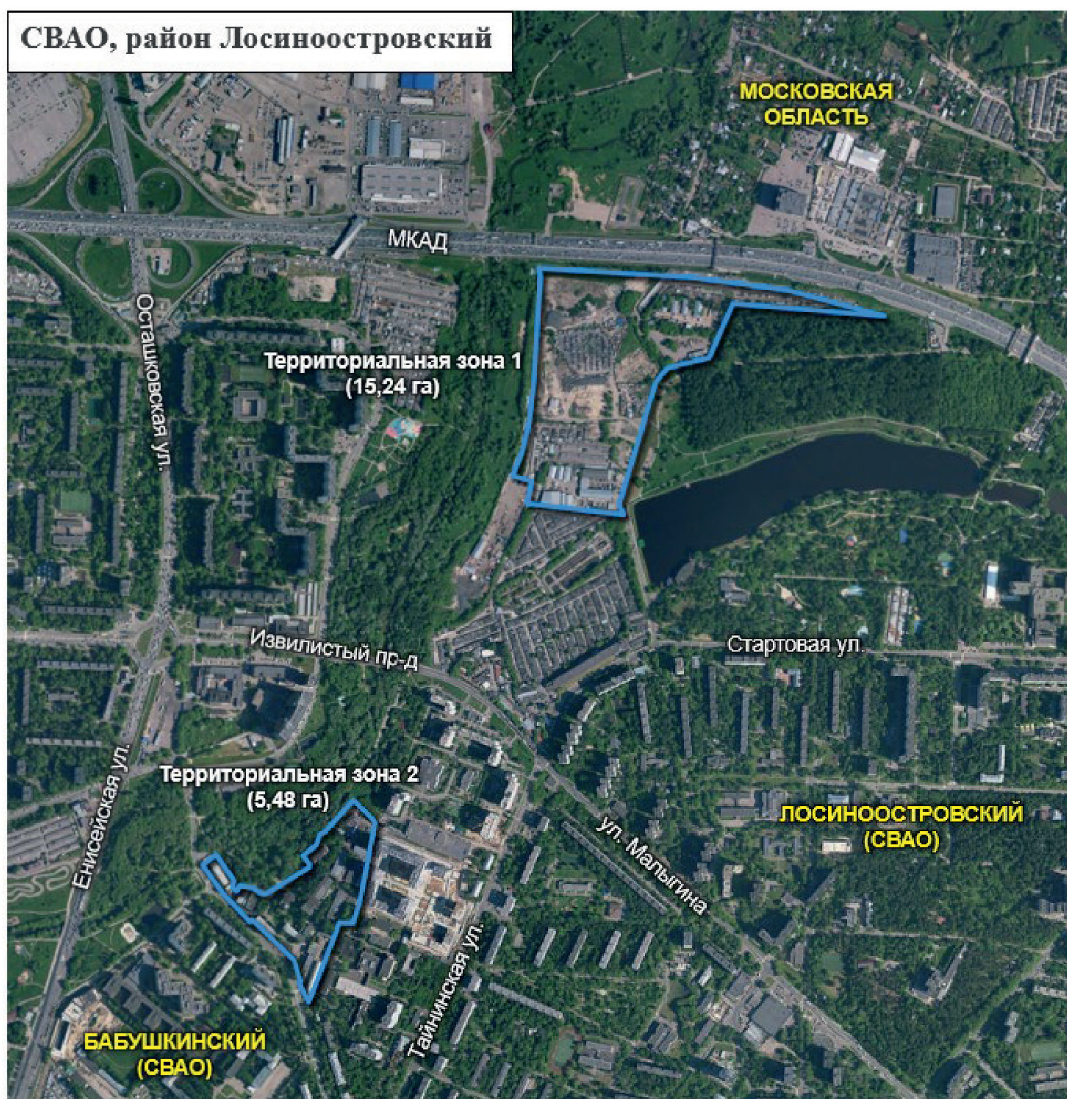 СВАО, район Лосиноостровский
МОСКОВСКАЯ
ОБЛАСТЬ
МКАД
Осташковская ул.
Территориальная зона 1
(15,24 га)
Извилистый пр-д
Стартовая ул.
Енисейская ул.
Территориальная зона 2
(5,48 га)
ул. Малыгина
ЛОСИНООСТРОВСКИЙ
(СВАО)
Тайнинская ул.
БАБУШКИНСКИЙ
(СВАО)